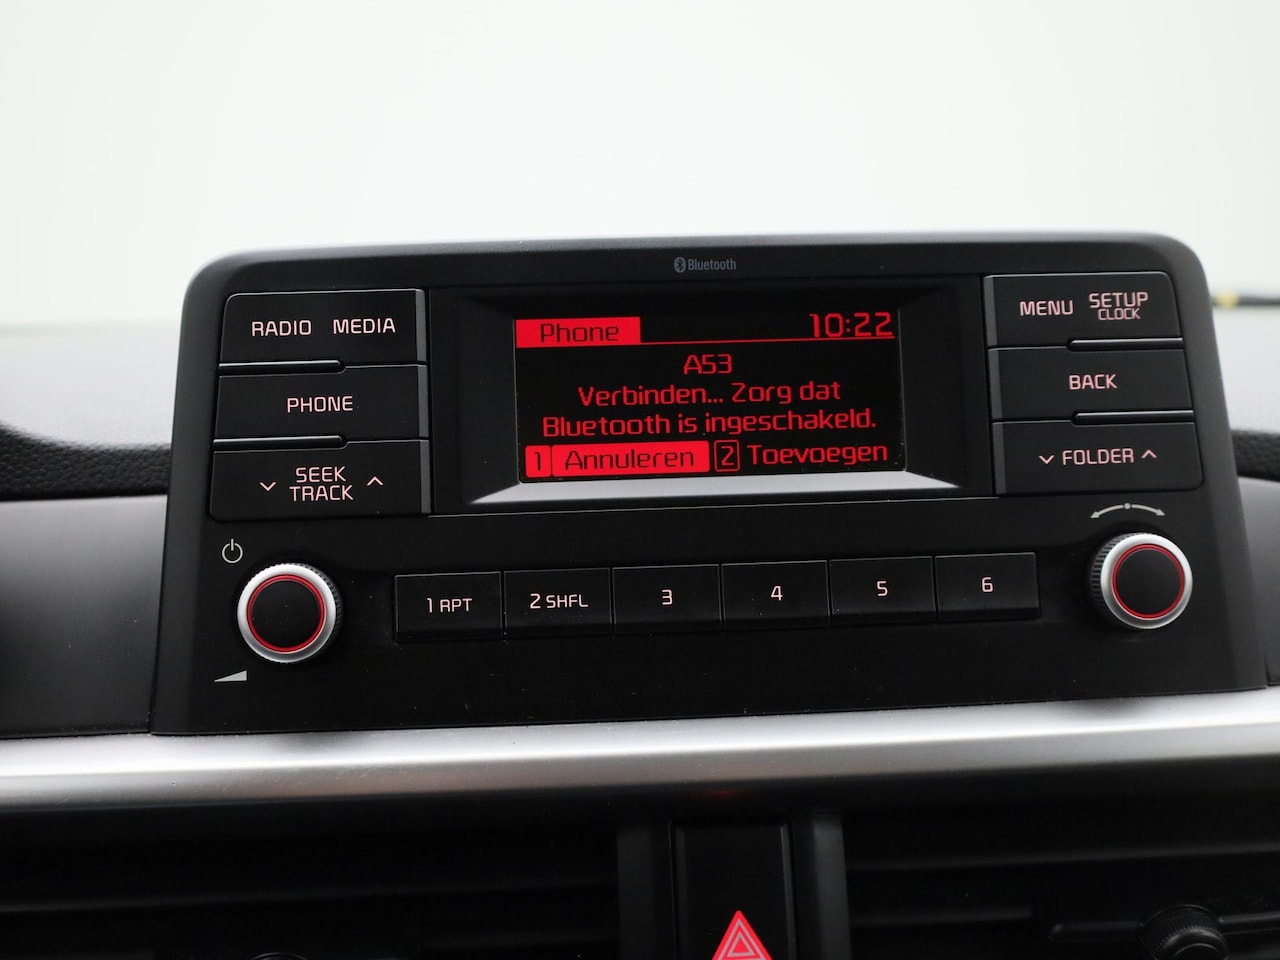 Bluetooth
RADIO MEDIA
PHONE
SEEK
TRACK
Phone 10:22
A53
Verbinden... Zorg dat
Bluetooth is ingeschakeld.
1 Annuleren 2 Toevoegen
MENU SETUP
CLOCK
BACK
FOLDER
1 RPT 2 SHFL 3 4 5 6